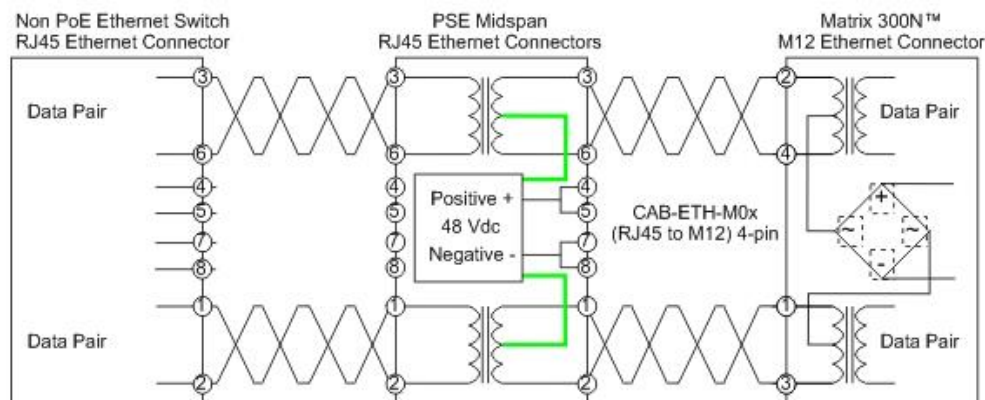 Non PoE Ethernet Switch
RJ45 Ethernet Connector
PSE Midspan
RJ45 Ethernet Connectors
Matrix 300N™
M12 Ethernet Connector
3
3
3
2
Data Pair
Data Pair
6
6
6
4
4
4
4
Positive +
5
5
5
48 Vdc
CAB-ETH-M0x
(RJ45 to M12) 4-pin
+
~
~
-
7
7
7
Negative -
8
8
8
1
1
1
1
Data Pair
Data Pair
2
2
2
3